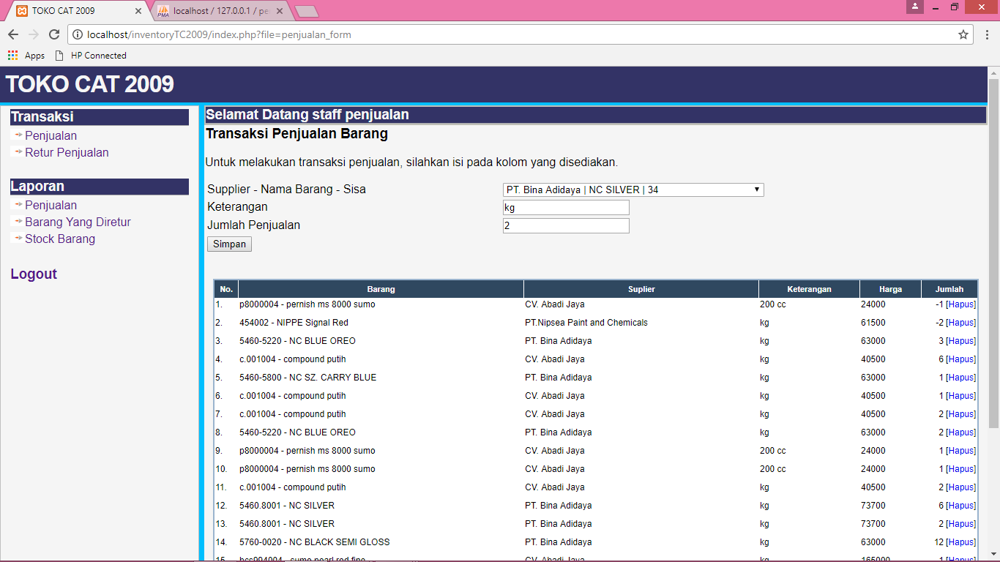 TOKO CAT 2009
localhost / 127.0.0.1 / pe
localhost/inventoryTC2009/index.php?file=penjualan_form
Apps HP Connected
TOKO CAT 2009
Transaksi
Penjualan
Retur Penjualan
Laporan
Penjualan
Barang Yang Diretur
Stock Barang
Logout
Selamat Datang staff penjualan
Transaksi Penjualan Barang
Untuk melakukan transaksi penjualan, silahkan isi pada kolom yang disediakan.
Supplier - Nama Barang - Sisa PT. Bina Adidaya | NC SILVER | 34
Keterangan kg
Jumlah Penjualan 2
Simpan
No. Barang Suplier Keterangan Harga Jumlah
1. p8000004 - pernish ms 8000 sumo CV. Abadi Jaya 200 cc 24000 -1 [Hapus]
2. 454002 - NIPPE Signal Red PT.Nipsea Paint and Chemicals kg 61500 -2 [Hapus]
3. 5460-5220 - NC BLUE OREO PT. Bina Adidaya kg 63000 3 [Hapus]
4. c.001004 - compound putih CV. Abadi Jaya kg 40500 6 [Hapus]
5. 5460-5800 - NC SZ. CARRY BLUE PT. Bina Adidaya kg 63000 1 [Hapus]
6. c.001004 - compound putih CV. Abadi Jaya kg 40500 1 [Hapus]
7. c.001004 - compound putih CV. Abadi Jaya kg 40500 2 [Hapus]
8. 5460-5220 - NC BLUE OREO PT. Bina Adidaya kg 63000 2 [Hapus]
9. p8000004 - pernish ms 8000 sumo CV. Abadi Jaya 200 cc 24000 1 [Hapus]
10. p8000004 - pernish ms 8000 sumo CV. Abadi Jaya 200 cc 24000 1 [Hapus]
11. c.001004 - compound putih CV. Abadi Jaya kg 40500 2 [Hapus]
12. 5460.8001 - NC SILVER PT. Bina Adidaya kg 73700 6 [Hapus]
13. 5460.8001 - NC SILVER PT. Bina Adidaya kg 73700 2 [Hapus]
14. 5760-0020 - NC BLACK SEMI GLOSS PT. Bina Adidaya kg 63000 12 [Hapus]
15. bcs994004 - sumo pearl red fine CV. Abadi Jaya kg 165000 1 [Hapus]